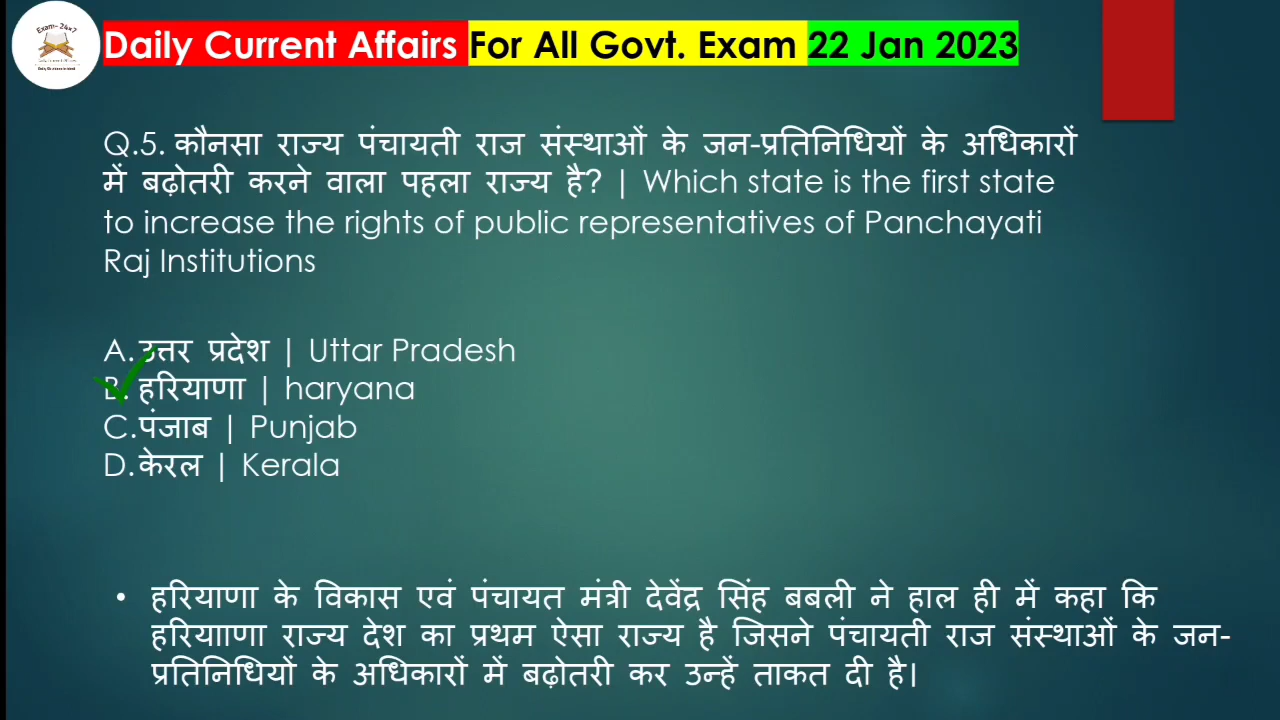 Exam- 24x7
Daily Current Affairs For All Govt. Exam 22 Jan 2023
Q.5. कौनसा राज्य पंचायती राज संस्थाओं के जन-प्रतिनिधियों के अधिकारों
में बढ़ोतरी करने वाला पहला राज्य है? | Which state is the first state
to increase the rights of public representatives of Panchayati
Raj Institutions
A. उत्तर प्रदेश | Uttar Pradesh
B. हरियाणा | haryana
C. पंजाब | Punjab
D. केरल | Kerala
• हरियाणा के विकास एवं पंचायत मंत्री देवेंद्र सिंह बबली ने हाल ही में कहा कि
हरियााणा राज्य देश का प्रथम ऐसा राज्य है जिसने पंचायती राज संस्थाओं के जन-
प्रतिनिधियों के अधिकारों में बढ़ोतरी कर उन्हें ताकत दी है।